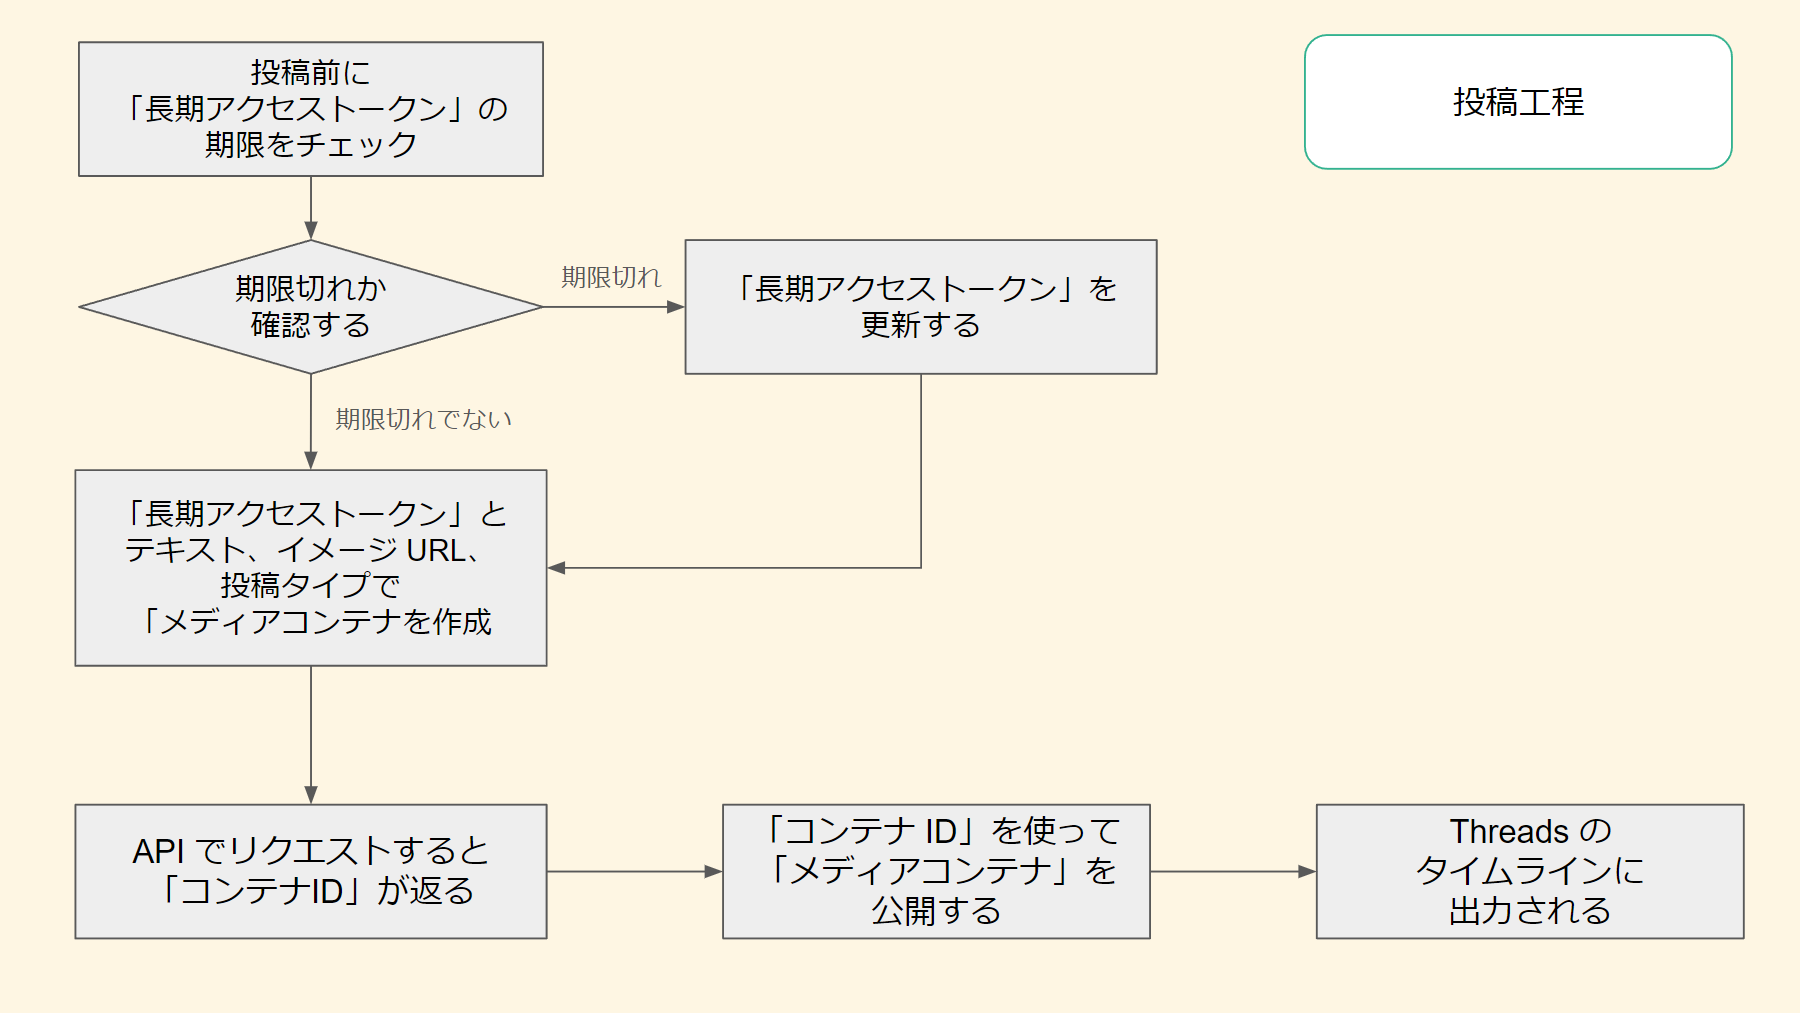 投稿前に
「長期アクセストークン」の
期限をチェック
投稿工程
期限切れか
確認する
期限切れ
「長期アクセストークン」を
更新する
期限切れでない
「長期アクセストークン」と
テキスト、イメージ URL、
投稿タイプで
「メディアコンテナを作成
API でリクエストすると
「コンテナID」が返る
「コンテナ ID」を使って
「メディアコンテナ」を
公開する
Threads の
タイムラインに
出力される